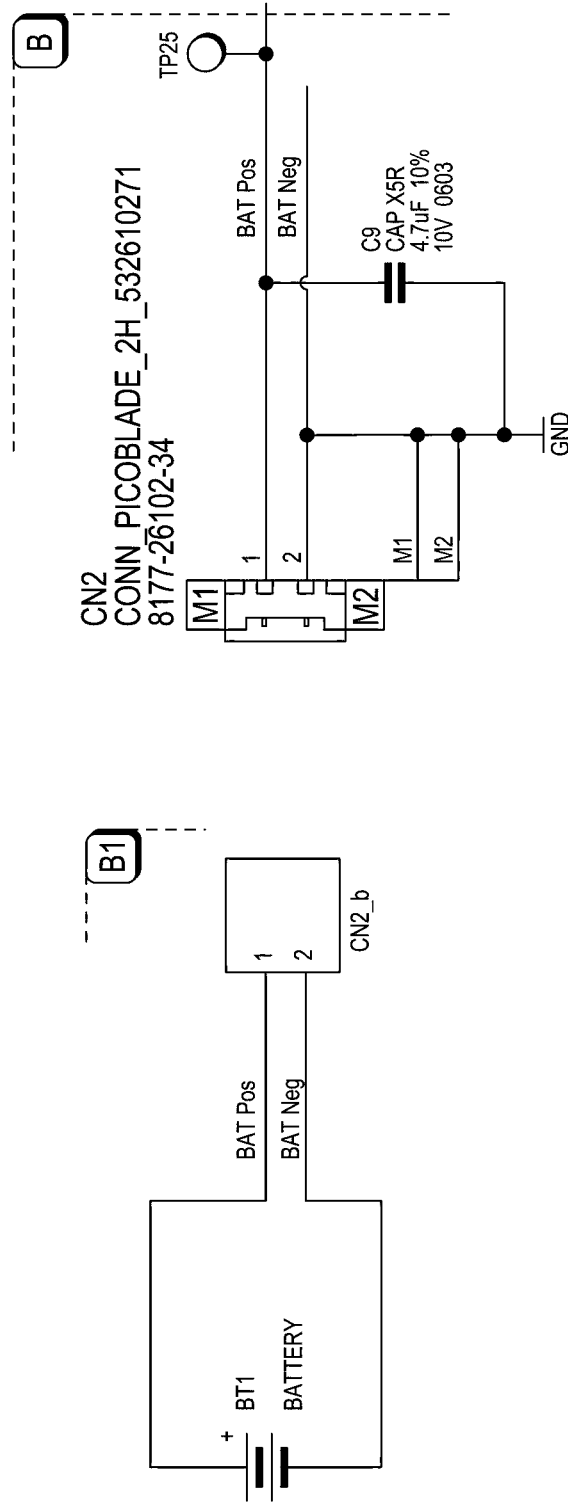 B
TP25
BAT Pos
BAT Neg
C9
CAP X5R
4.7uF 10%
10V 0603
CN2
CONN_PICOBLADE_2H_532610271
8177-26102-34
M1
1
2
M2
M1
M2
GND
B1
1
2
CN2_b
BAT Pos
BAT Neg
+
BT1
BATTERY